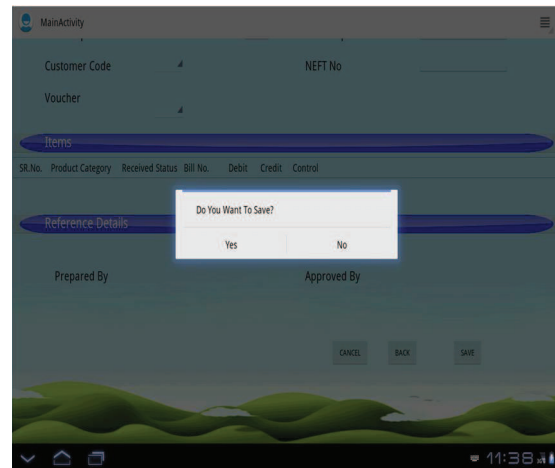 MainActivity
Customer Code NEFT No
Voucher
Items
SR.No. Product Category Received Status Bill No. Debit Credit Control
Do You Want To Save?
Yes No
Reference Details
Prepared By Approved By
CANCEL BACK SAVE
11:38